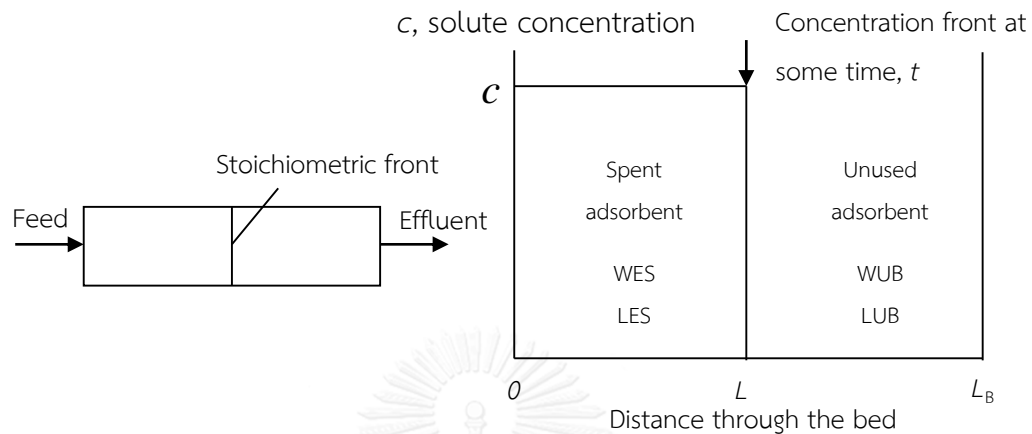 c, solute concentration
Concentration front at
some time, t
c
Stoichiometric front
Feed
Effluent
Spent
adsorbent
WES
LES
Unused
adsorbent
WUB
LUB
0
L
L_B
Distance through the bed